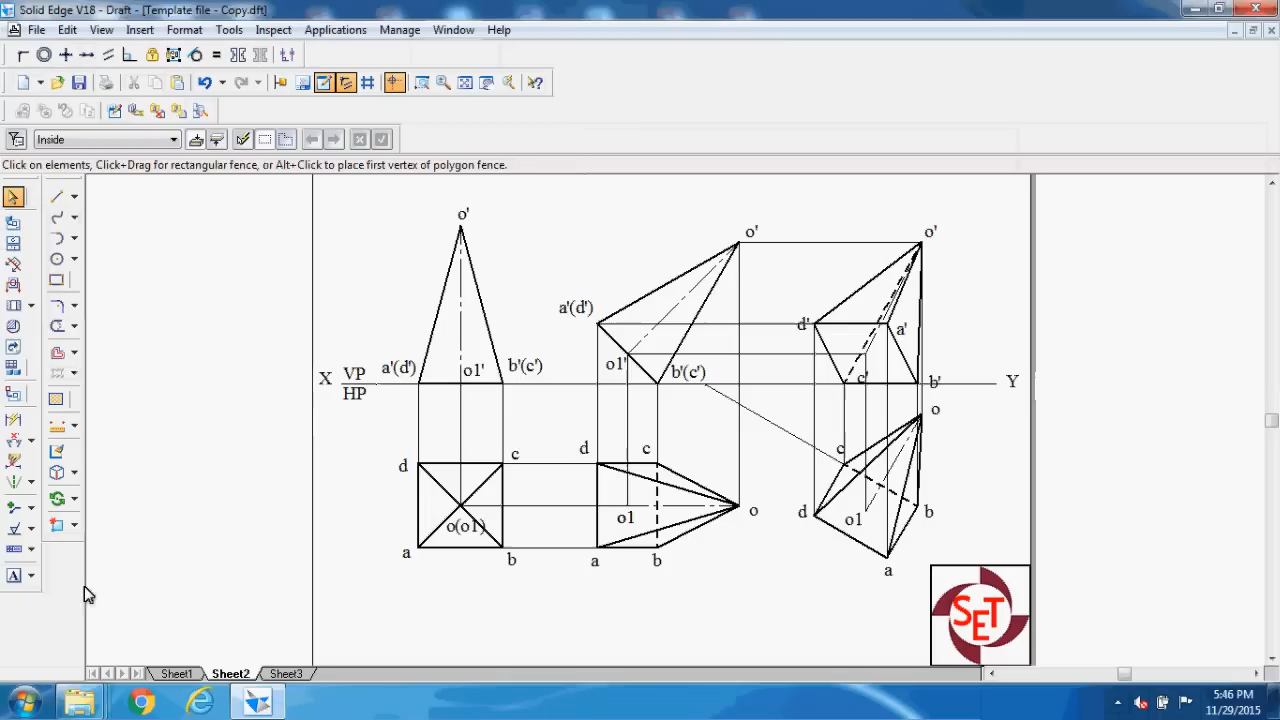 Solid Edge V18 - Draft - [Template file - Copy.dft]
File Edit View Insert Format Tools Inspect Applications Manage Window Help
Inside
Click on elements, Click+Drag for rectangular fence, or Alt+Click to place first vertex of polygon fence.
o' o' o'
a'(d') d' a'
X VP a'(d') o1' b'(c') o1' b'(c') c' b' Y
HP
o
d c d c c
o(o1) o1 o d o1 b
a b a b a
SET
Sheet1 Sheet2 Sheet3
A
5:46 PM
11/29/2015